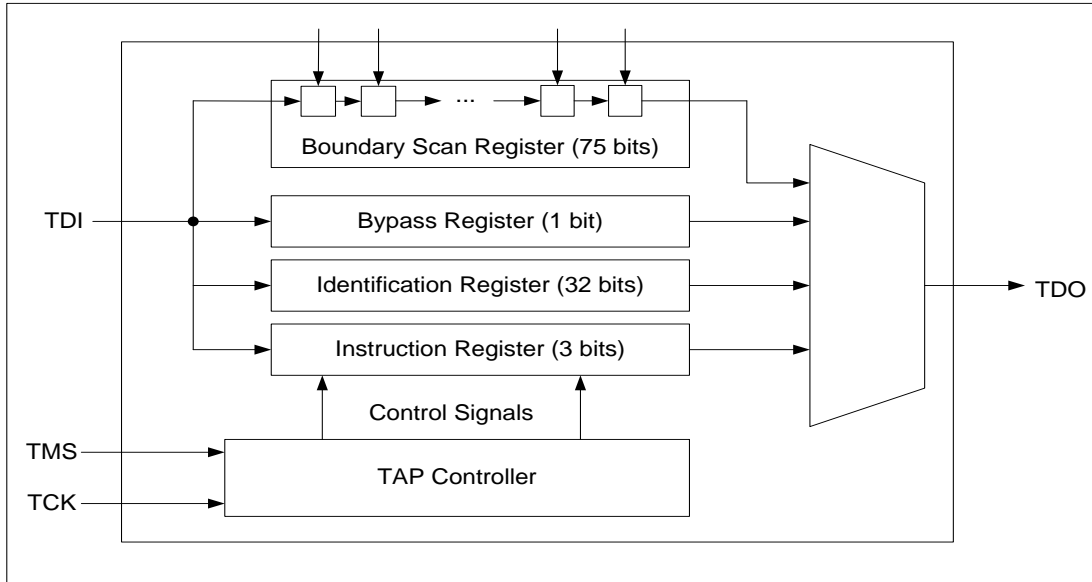 ...
Boundary Scan Register (75 bits)
TDI
Bypass Register (1 bit)
Identification Register (32 bits)
TDO
Instruction Register (3 bits)
Control Signals
TMS
TAP Controller
TCK